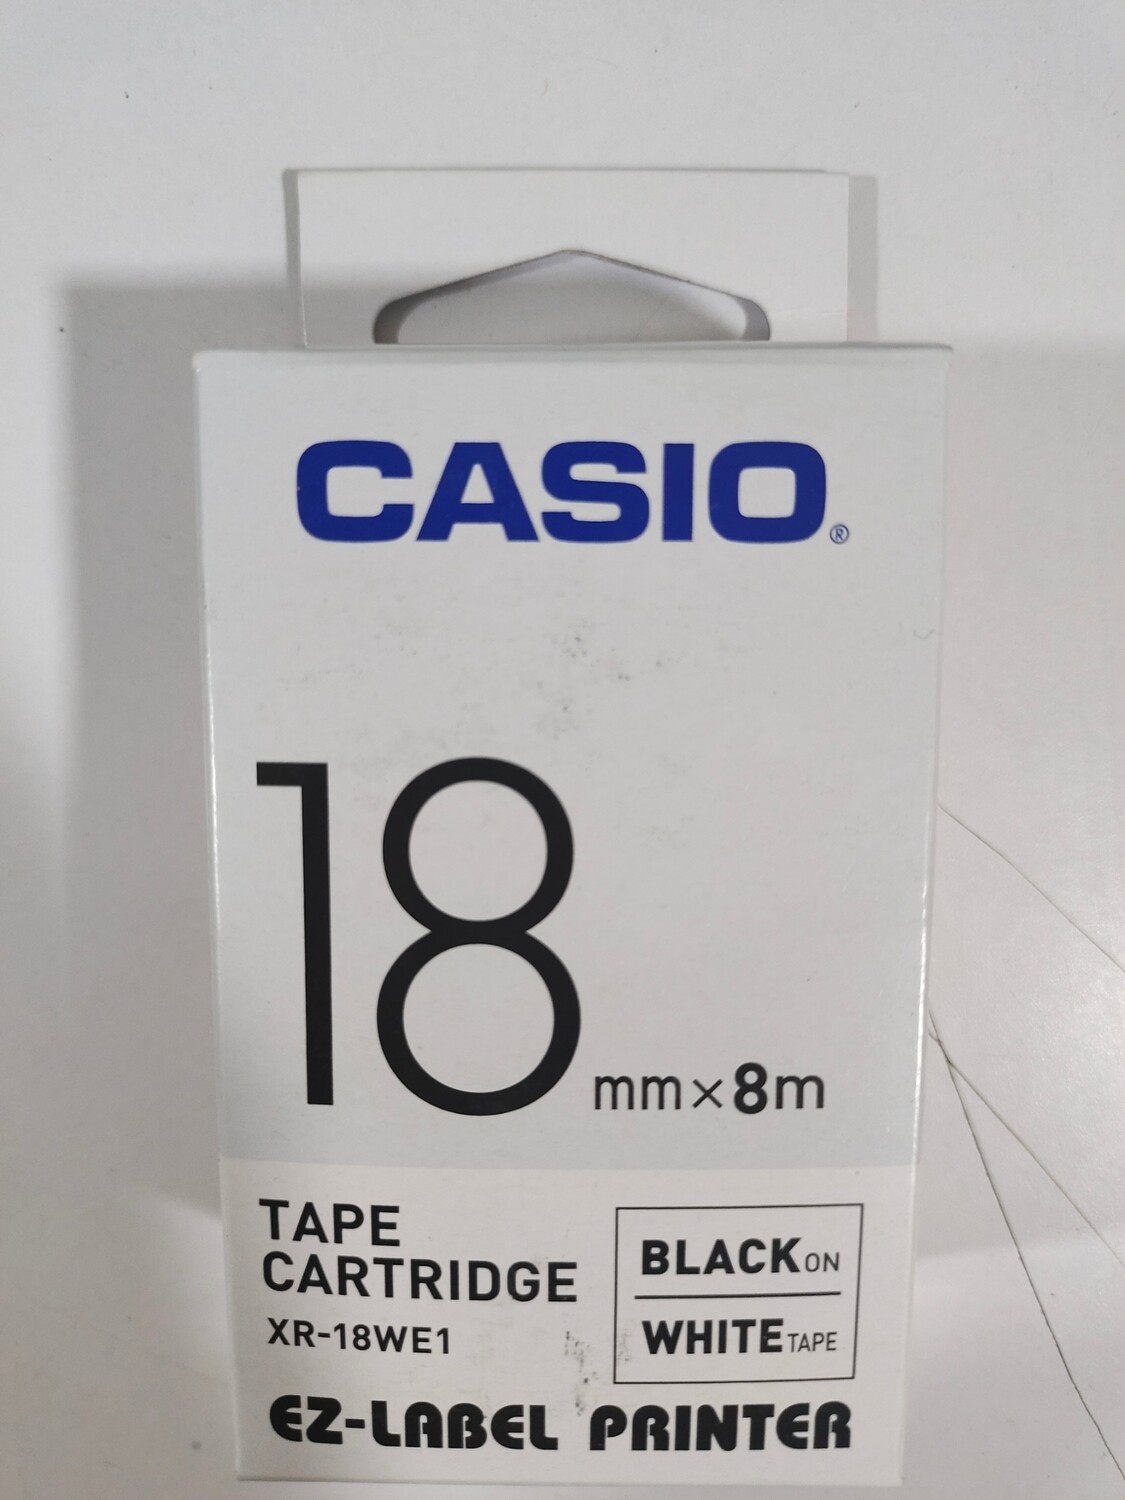 CASIO®
18 mm×8m
TAPE
CARTRIDGE
XR-18WE1
BLACK ON
WHITE TAPE
EZ-LABEL PRINTER